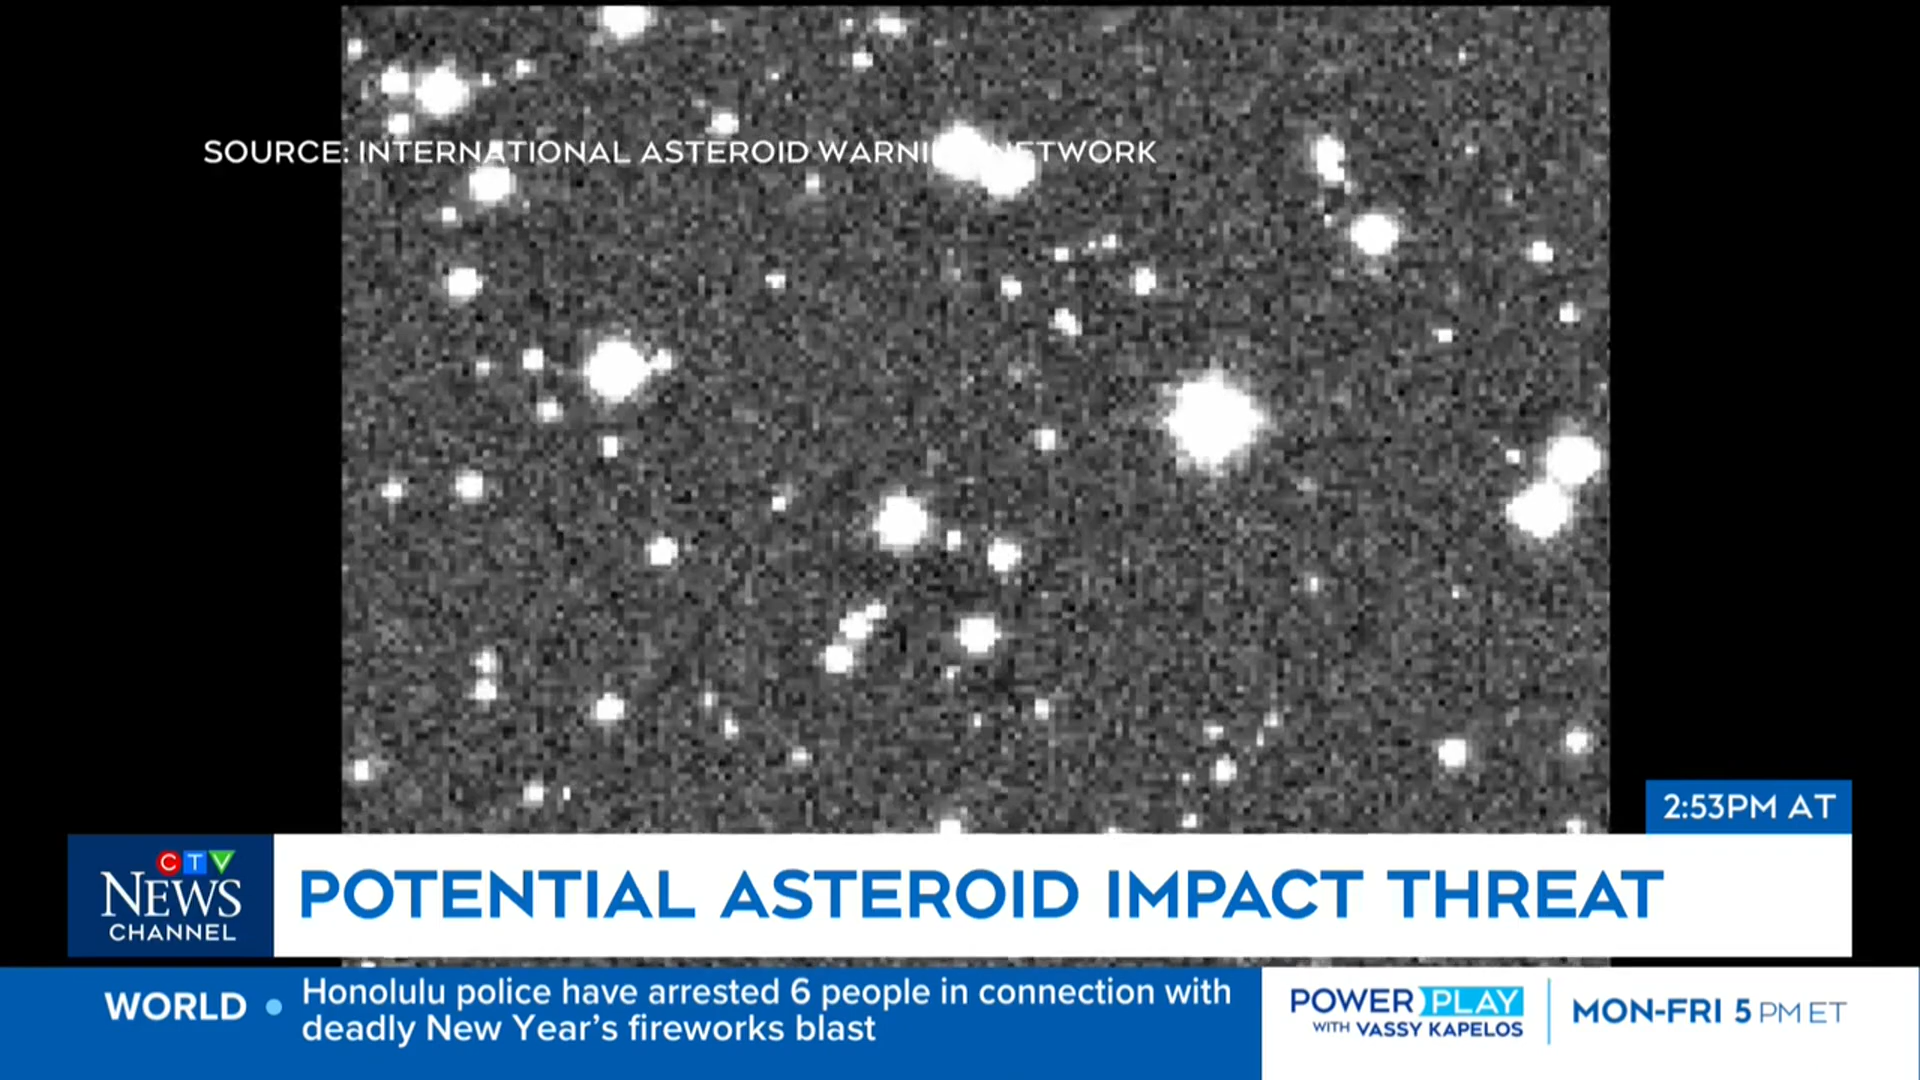 SOURCE: INTERNATIONAL ASTEROID WARNING NETWORK
2:53PM AT
CTV
NEWS
CHANNEL
POTENTIAL ASTEROID IMPACT THREAT
WORLD • Honolulu police have arrested 6 people in connection with
deadly New Year's fireworks blast
POWER PLAY
WITH VASSY KAPELOS
MON-FRI 5 PM ET